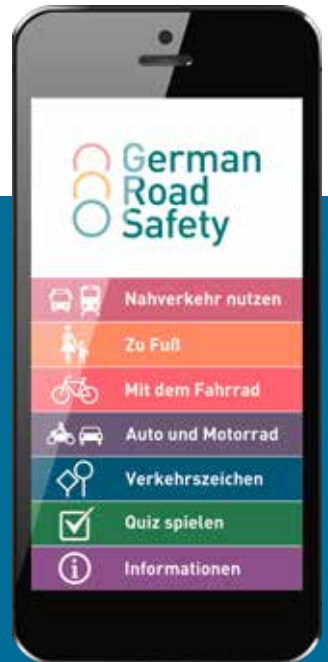 German
Road
Safety
Nahverkehr nutzen
Zu Fuß
Mit dem Fahrrad
Auto und Motorrad
Verkehrszeichen
Quiz spielen
Informationen